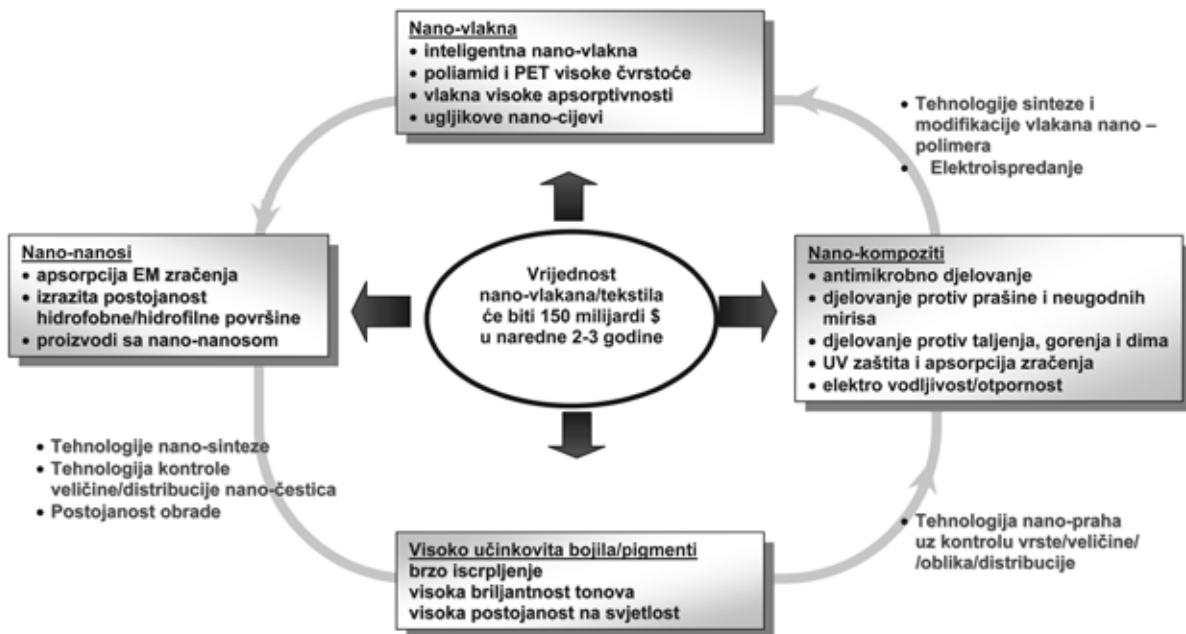 Nano-vlakna
• inteligentna nano-vlakna
• poliamid i PET visoke čvrstoće
• vlakna visoke apsorptivnosti
• ugljikove nano-cijevi
• Tehnologije sinteze i
modifikacije vlakana nano –
polimera
• Elektroispredanje
Nano-nanosi
• apsorpcija EM zračenja
• izrazita postojanost
hidrofobne/hidrofilne površine
• proizvodi sa nano-nanosom
Vrijednost
nano-vlakana/tekstila
će biti 150 milijardi $
u naredne 2-3 godine
Nano-kompoziti
• antimikrobno djelovanje
• djelovanje protiv prašine i neugodnih
mirisa
• djelovanje protiv taljenja, gorenja i dima
• UV zaštita i apsorpcija zračenja
• elektro vodljivost/otpornost
• Tehnologije nano-sinteze
• Tehnologija kontrole
veličine/distribucije nano-čestica
• Postojanost obrade
Visoko učinkovita bojila/pigmenti
brzo iscrpljenje
visoka briljantnost tonova
visoka postojanost na svjetlost
• Tehnologija nano-praha
uz kontrolu vrste/veličine/
/oblika/distribucije